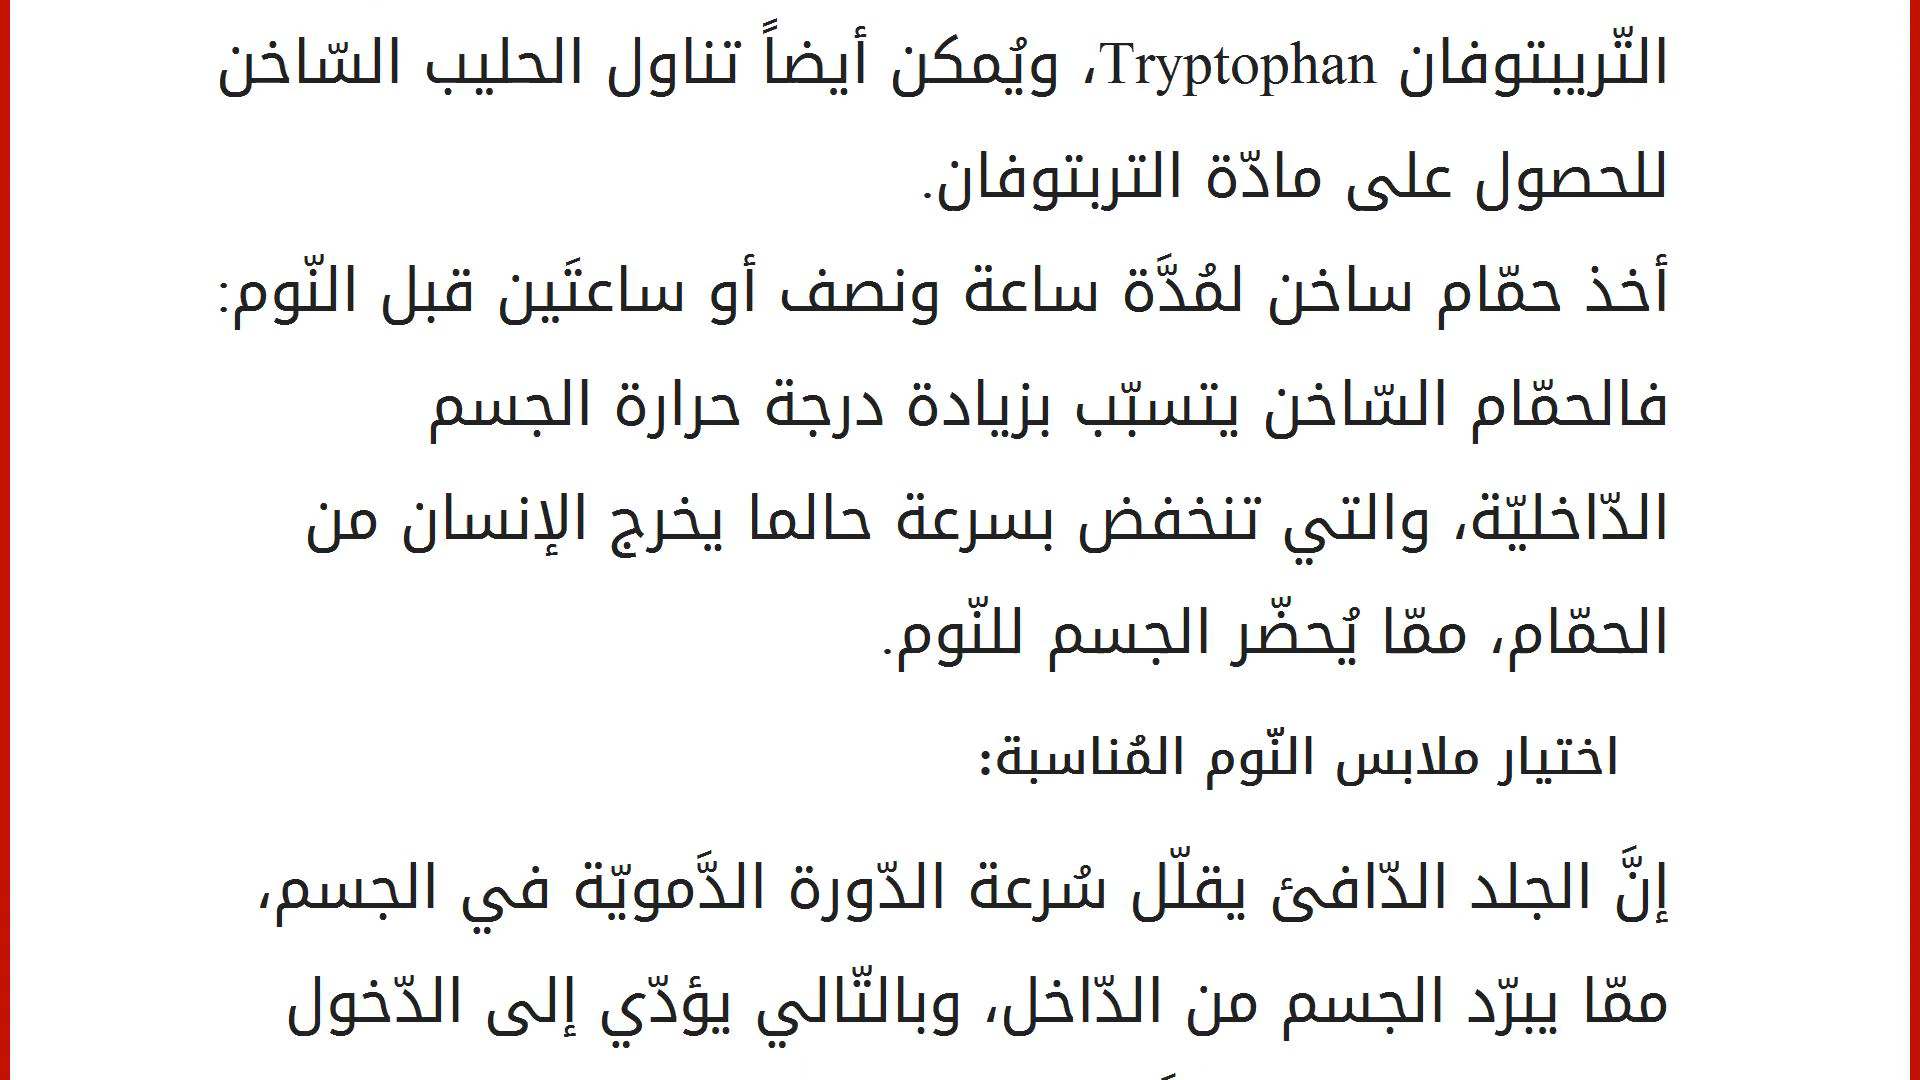 التّريبتوفان Tryptophan، ويُمكن أيضاً تناول الحليب السّاخن
للحصول على مادّة التربتوفان.
أخذ حمّام ساخن لمُدَّة ساعة ونصف أو ساعتَين قبل النّوم:
فالحمّام السّاخن يتسبّب بزيادة درجة حرارة الجسم
الدّاخليّة، والتي تنخفض بسرعة حالما يخرج الإنسان من
الحمّام، ممّا يُحضّر الجسم للنّوم.
اختيار ملابس النّوم المُناسبة:
إنَّ الجلد الدّافئ يقلّل سُرعة الدّورة الدَّمويّة في الجسم،
ممّا يبرّد الجسم من الدّاخل، وبالتّالي يؤدّي إلى الدّخول